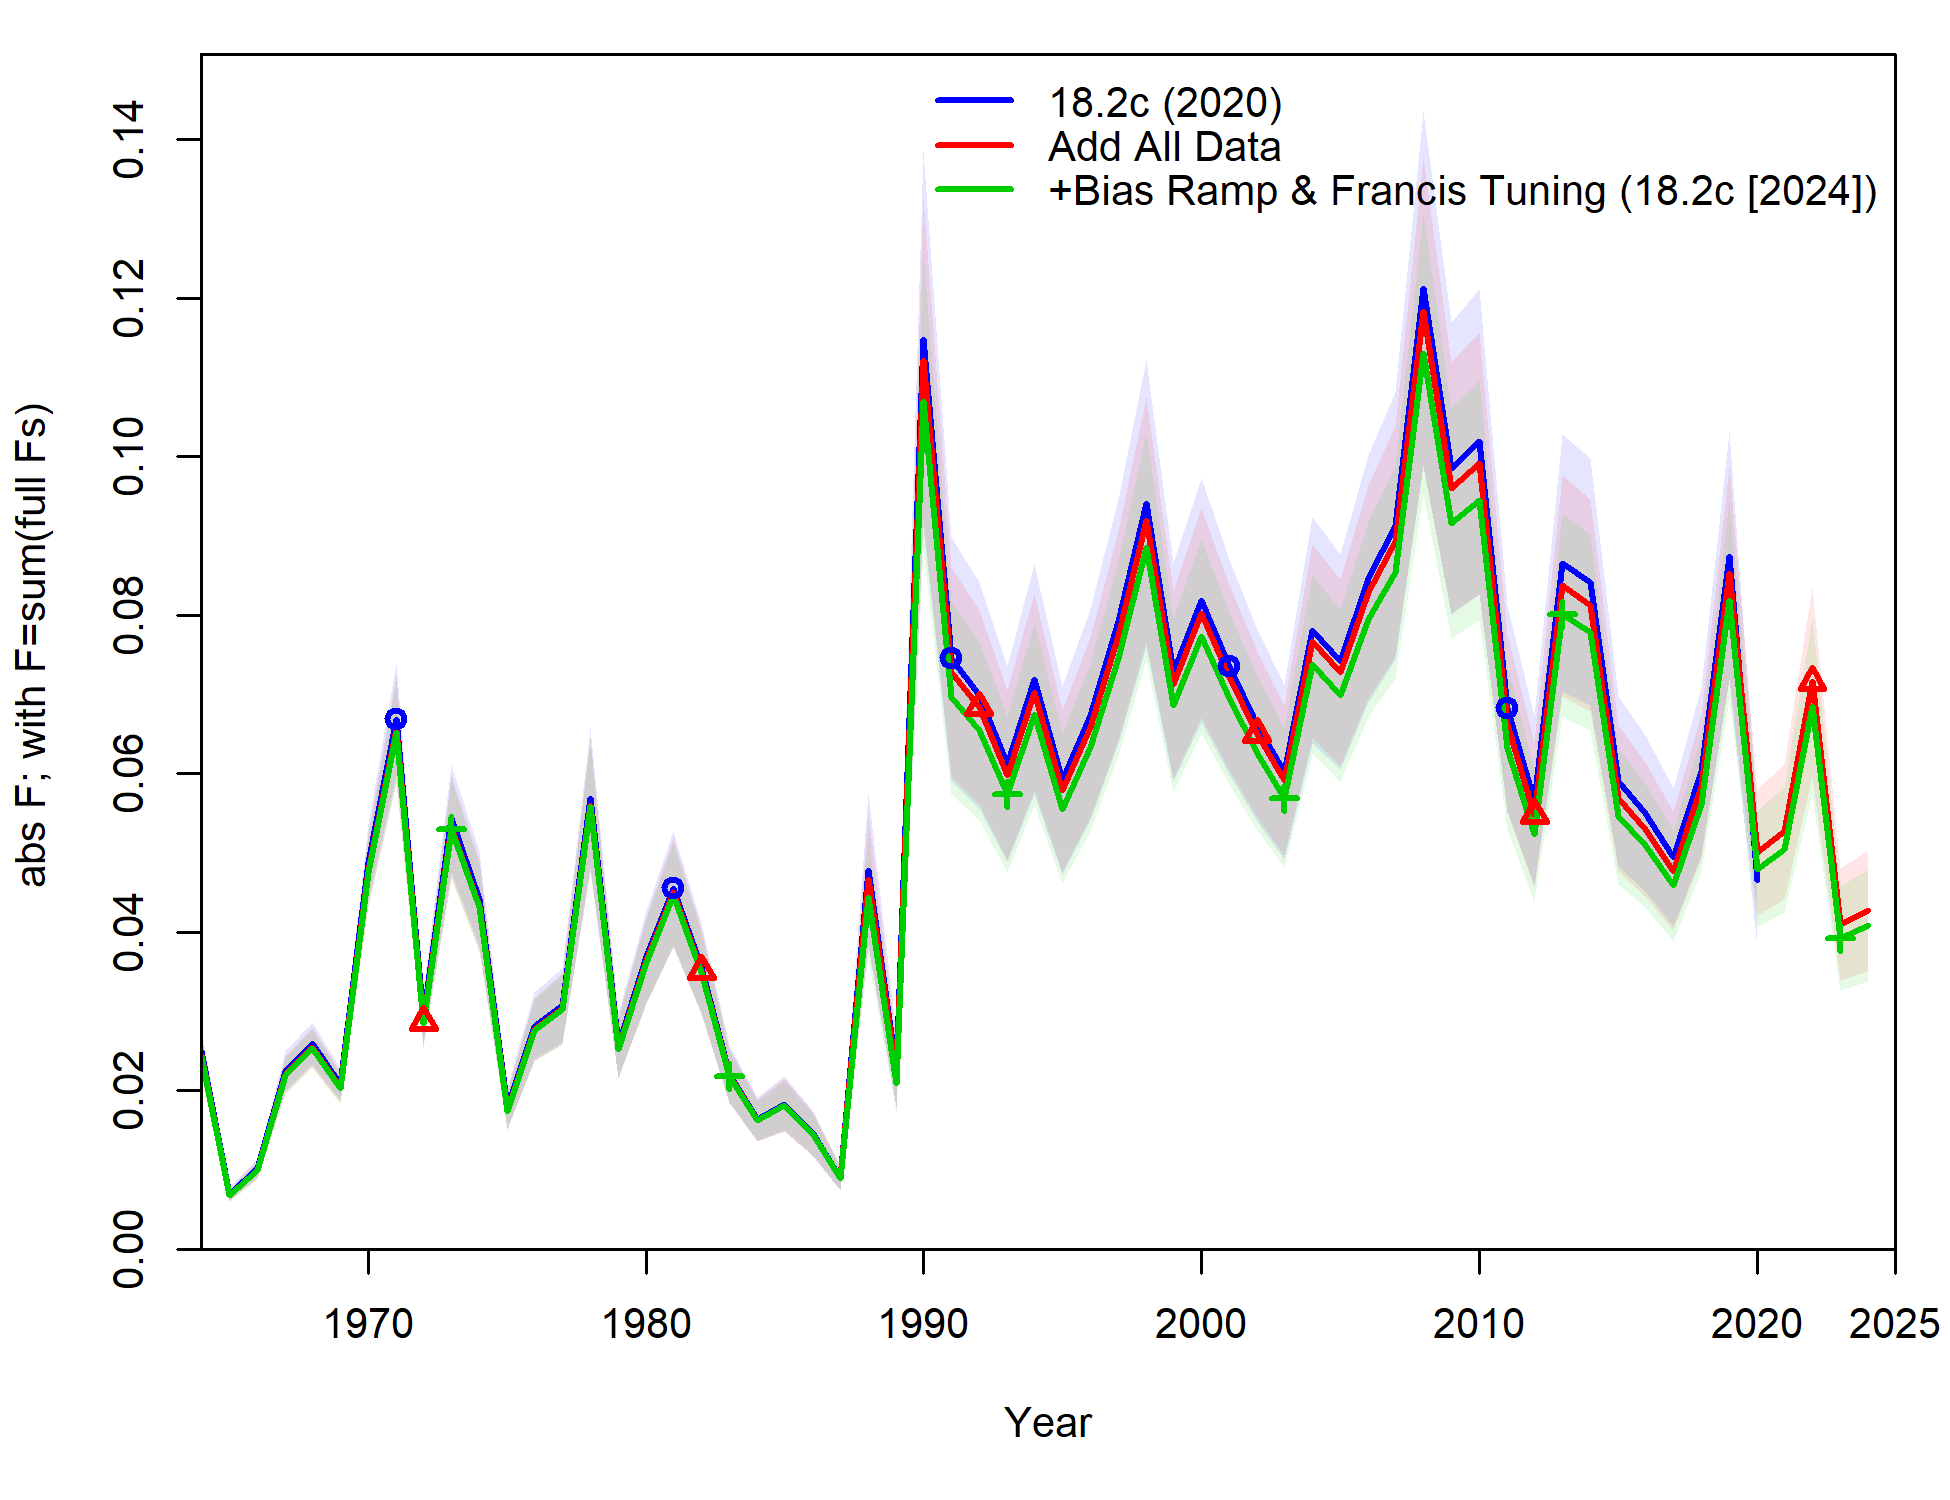 18.2c (2020)
Add All Data
+Bias Ramp & Francis Tuning (18.2c [2024])
abs F; with F=sum(full Fs)
0.14
0.12
0.10
0.08
0.06
0.04
0.02
0.00
1970 1980 1990 2000 2010 2020 2025
Year